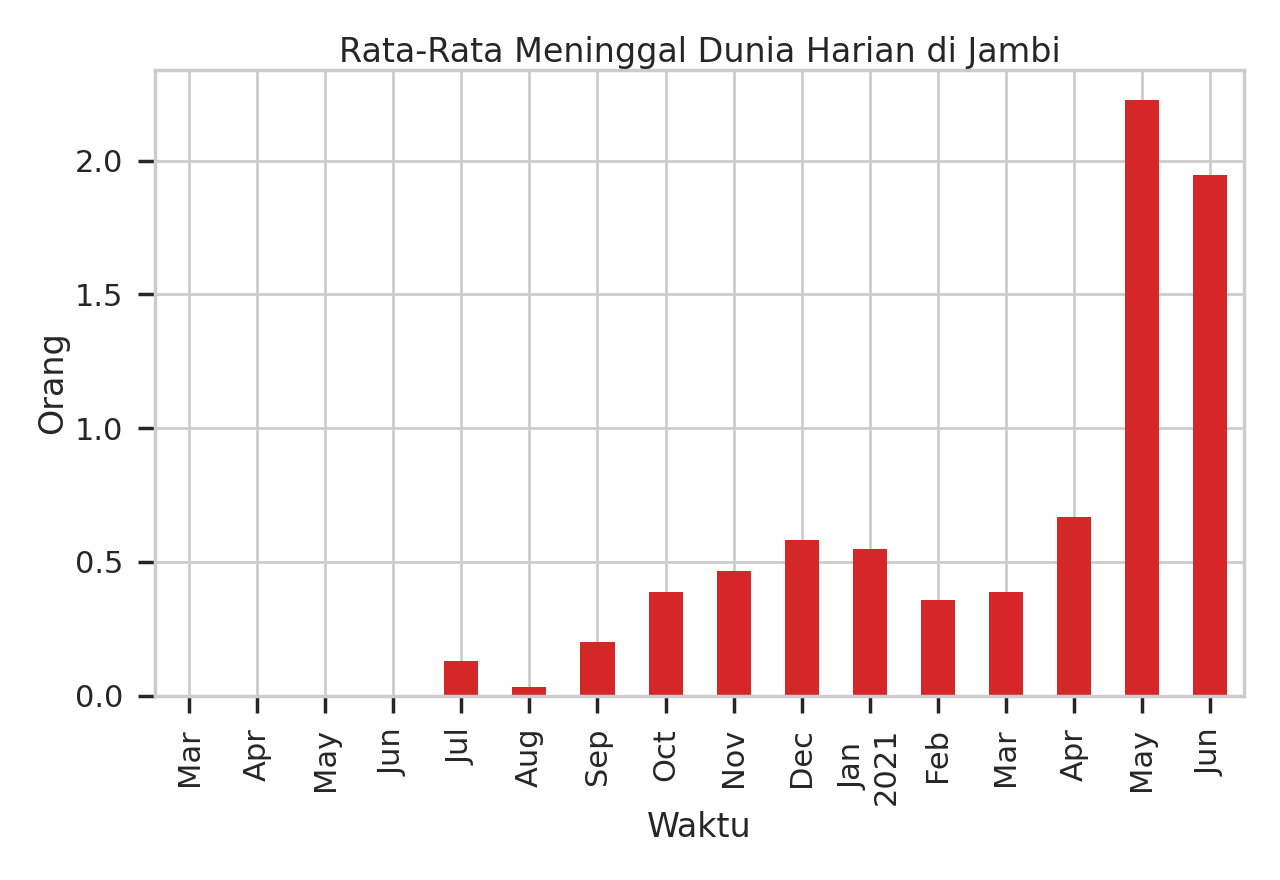 Rata-Rata Meninggal Dunia Harian di Jambi
Orang
2.0
1.5
1.0
0.5
0.0
Mar
Apr
May
Jun
Jul
Aug
Sep
Oct
Nov
Dec
Jan
2021
Feb
Mar
Apr
May
Jun
Waktu